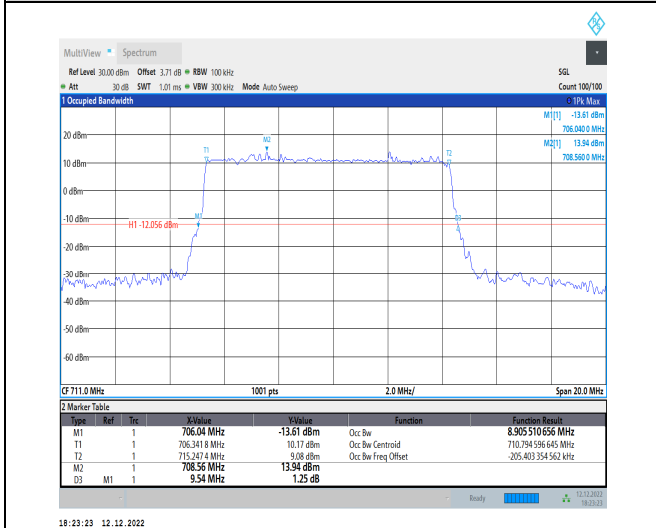 MultiView Spectrum
Ref Level 30.00 dBm Offset 3.71 dB RBW 100 kHz SGL
Att 30 dB SWT 1.01 ms VBW 300 kHz Mode Auto Sweep Count 100/100
1 Occupied Bandwidth 1Pk Max
M1[1] -13.61 dBm
706.040 0 MHz
M2[1] 13.94 dBm
708.560 0 MHz
20 dBm
M2
T1
T2
10 dBm
0 dBm
-10 dBm
M1
D3
H1 -12.056 dBm
-20 dBm
-30 dBm
-40 dBm
-50 dBm
-60 dBm
CF 711.0 MHz 1001 pts 2.0 MHz/ Span 20.0 MHz
2 Marker Table
Type Ref Trc X-Value Y-Value Function Function Result
M1 1 706.04 MHz -13.61 dBm Occ Bw 8.905 510 656 MHz
T1 1 706.341 8 MHz 10.17 dBm Occ Bw Centroid 710.794 596 645 MHz
T2 1 715.247 4 MHz 9.08 dBm Occ Bw Freq Offset -205.403 354 562 kHz
M2 1 708.56 MHz 13.94 dBm
D3 M1 1 9.54 MHz 1.25 dB
Ready 12.12.2022
18:23:23
18:23:23 12.12.2022